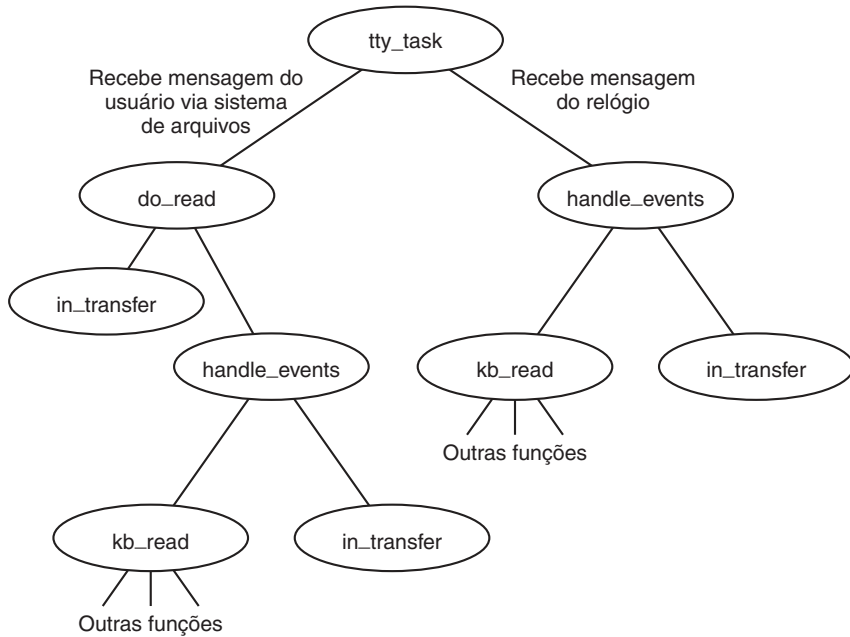 tty_task
Recebe mensagem do
usuário via sistema
de arquivos
Recebe mensagem
do relógio
do_read
handle_events
in_transfer
handle_events
kb_read
in_transfer
Outras funções
kb_read
in_transfer
Outras funções